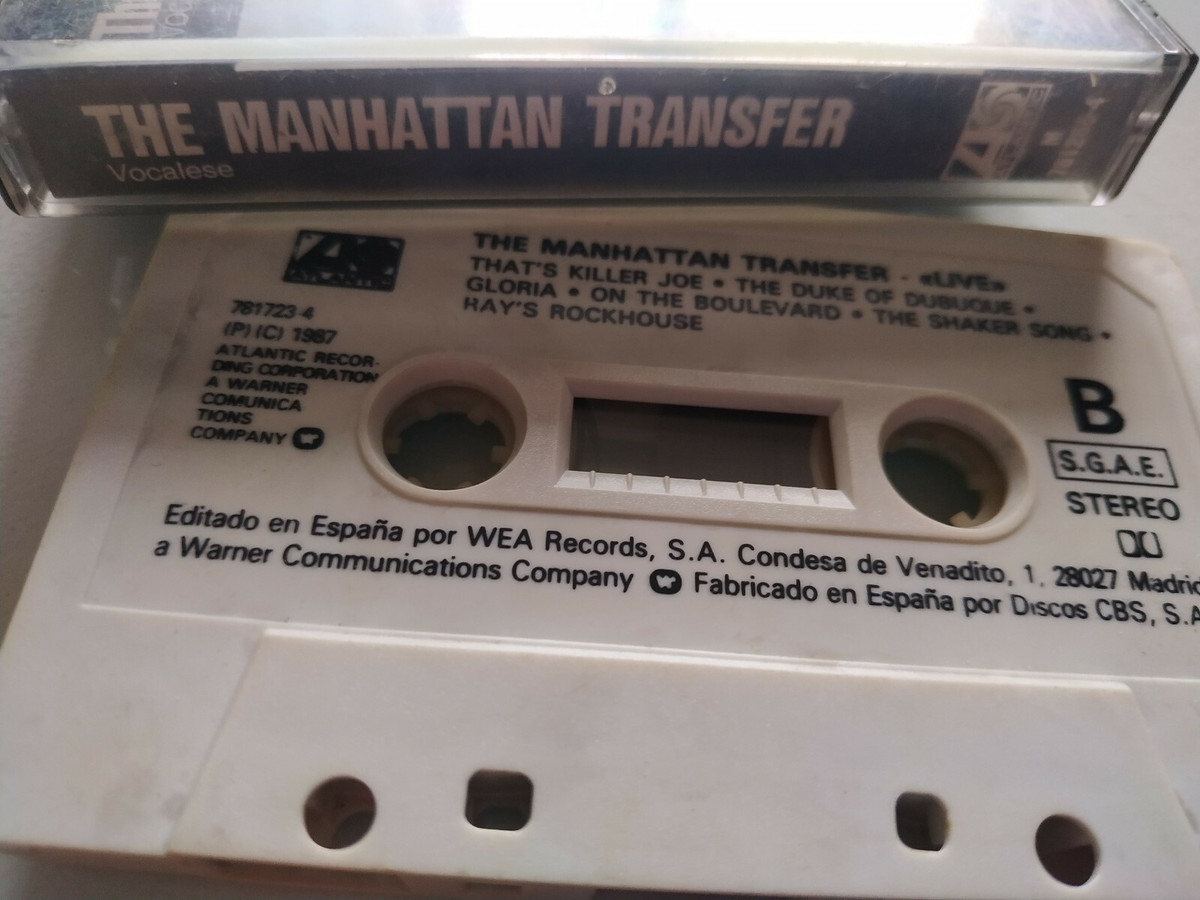 THE MANHATTAN TRANSFER
Vocalese
ATLANTIC
THE MANHATTAN TRANSFER - «LIVE»
THAT'S KILLER JOE • THE DUKE OF DUBUQUE •
GLORIA • ON THE BOULEVARD • THE SHAKER SONG •
RAY'S ROCKHOUSE
781723-4
(P) (C) 1987
ATLANTIC RECOR-
DING CORPORATION
A WARNER
COMUNICA
TIONS
COMPANY
B
S.G.A.E.
STEREO
Editado en España por WEA Records, S.A. Condesa de Venadito, 1. 28027 Madrid
a Warner Communications Company Fabricado en España por Discos CBS, S.A